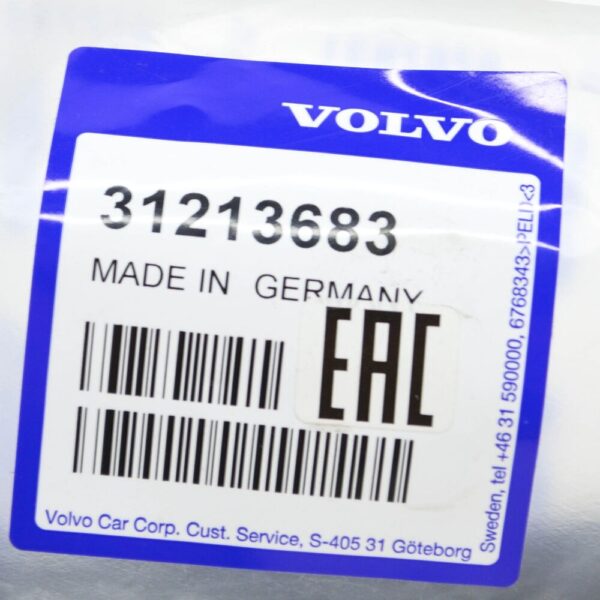 VOLVO
31213683
MADE IN GERMANY
EAC
Volvo Car Corp. Cust. Service, S-405 31 Göteborg
Sweden, tel +46 31 590000, 6768343>PELD<3